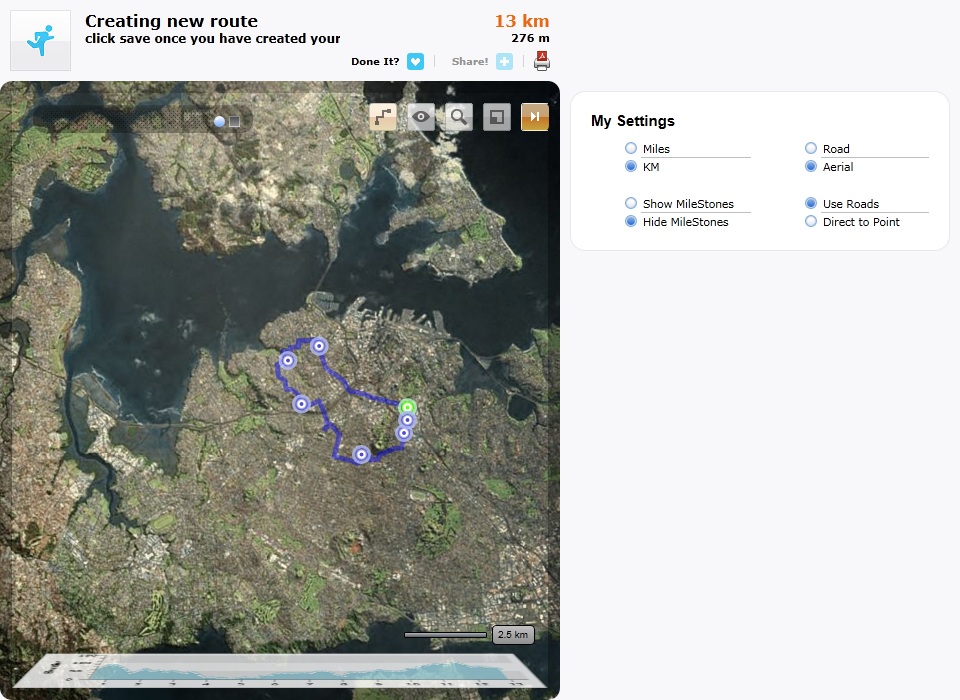 Creating new route
13 km
click save once you have created your
276 m
Done It?
Share!
My Settings
Miles
Road
KM
Aerial
Show MileStones
Use Roads
Hide MileStones
Direct to Point
2.5 km